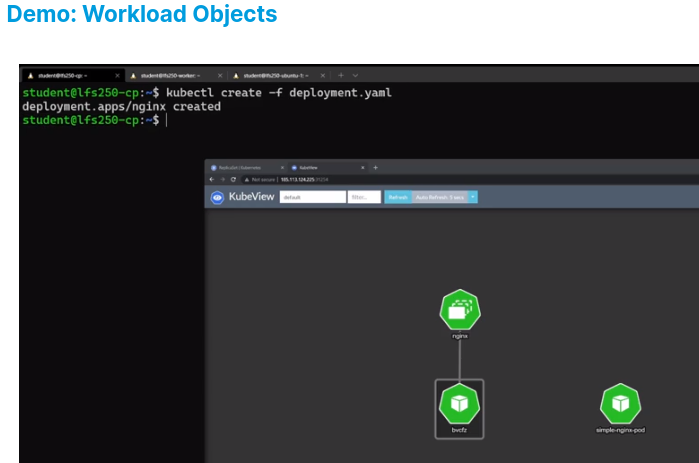 Demo: Workload Objects
student@lfs250-cp: ~
student@lfs250-worker: ~
student@lfs250-ubuntu-1: ~
student@lfs250-cp:~$ kubectl create -f deployment.yaml
deployment.apps/nginx created
student@lfs250-cp:~$
KubeView
Not secure
KubeView
default
filter...
Refresh
Auto Refresh: 5 secs
nginx
bvcfz
simple-nginx-pod